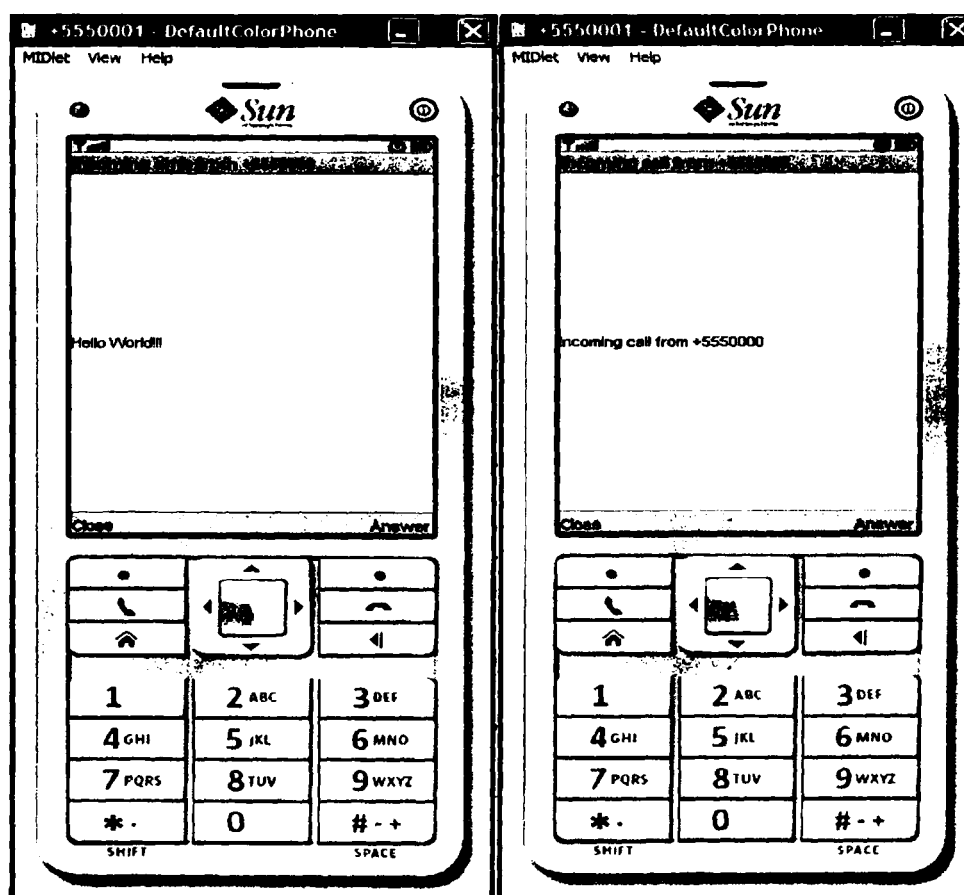 +5550001 - DefaultColorPhone
MIDlet View Help
Sun
Hello World!!!
Close Answer
1 2 ABC 3 DEF
4 GHI 5 JKL 6 MNO
7 PQRS 8 TUV 9 WXYZ
* . 0 # - +
SHIFT SPACE
+5550001 - DefaultColorPhone
MIDlet View Help
Sun
Incoming call from
Incoming call from +5550000
Close Answer
1 2 ABC 3 DEF
4 GHI 5 JKL 6 MNO
7 PQRS 8 TUV 9 WXYZ
* . 0 # - +
SHIFT SPACE